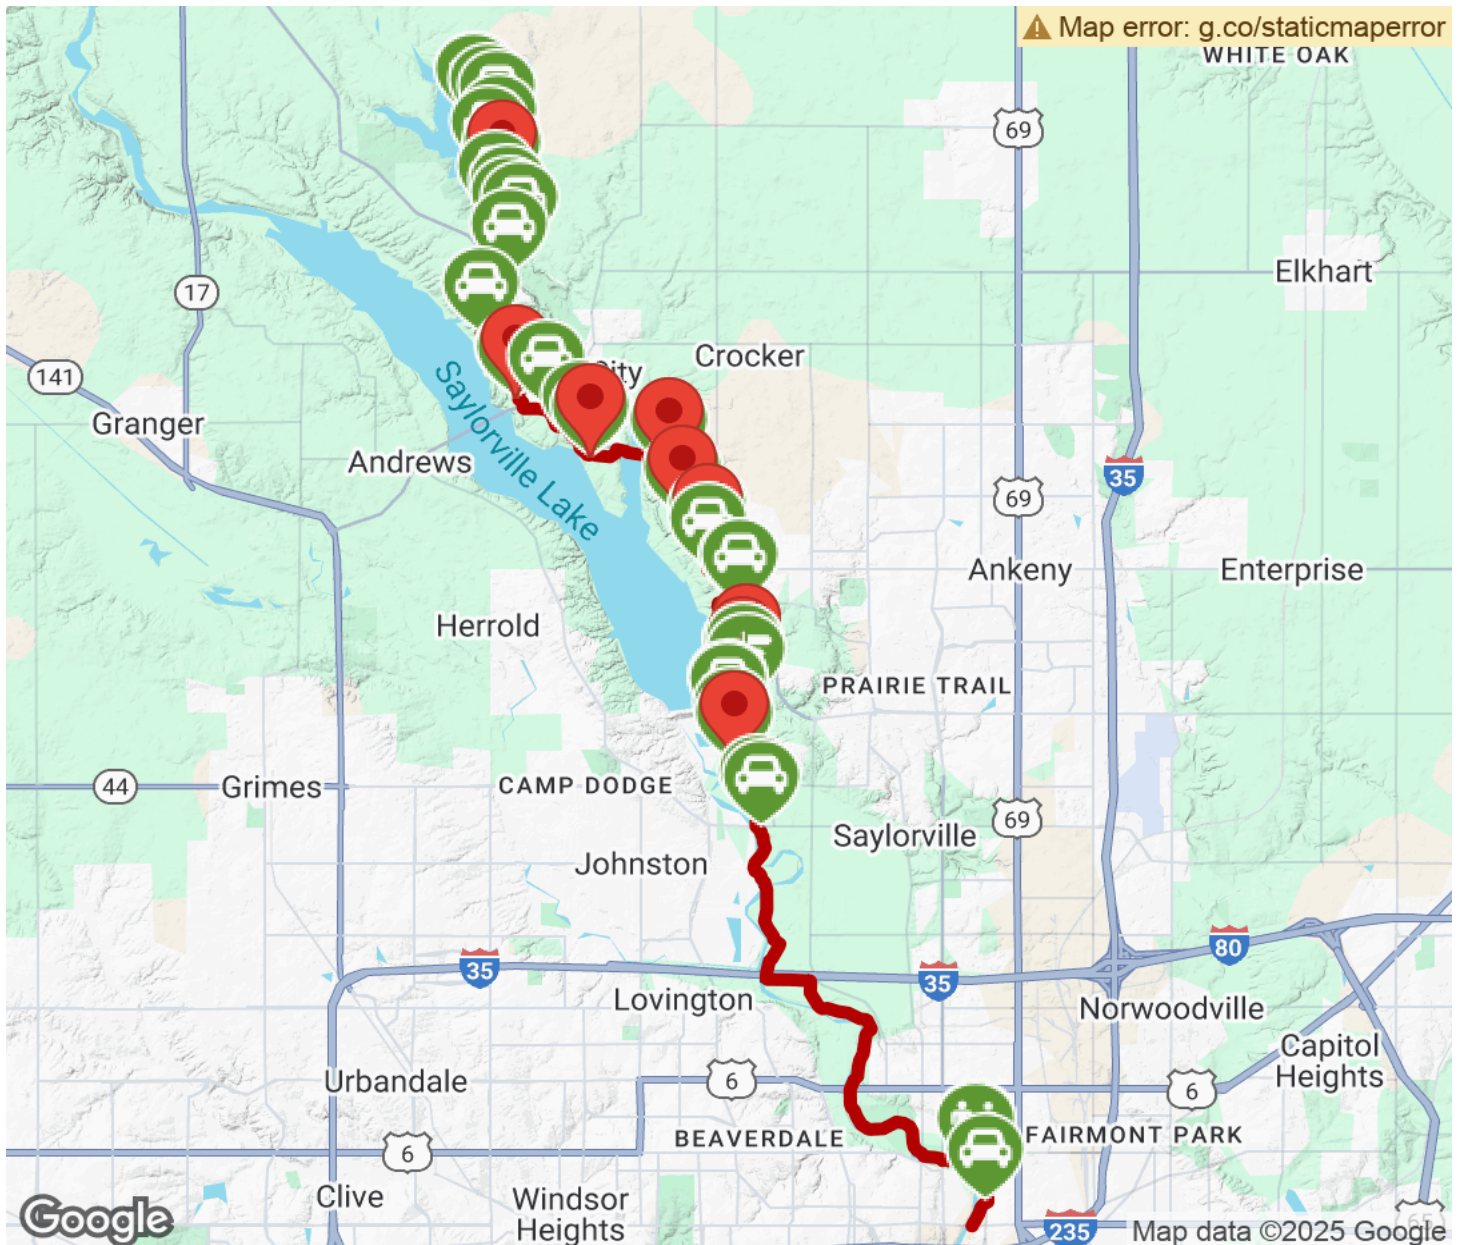 Map error: g.co/staticmaperror
WHITE OAK
69
Elkhart
17
141
Crocker
City
Granger
Saylorville Lake
Andrews
35
69
Ankeny
Enterprise
Herrold
PRAIRIE TRAIL
44
Grimes
CAMP DODGE
69
Saylorville
Johnston
80
35
35
Lovington
Norwoodville
Capitol
Heights
Urbandale
6
6
BEAVERDALE
FAIRMONT PARK
6
Clive
Windsor
Heights
65
Google
235
Map data ©2025 Google